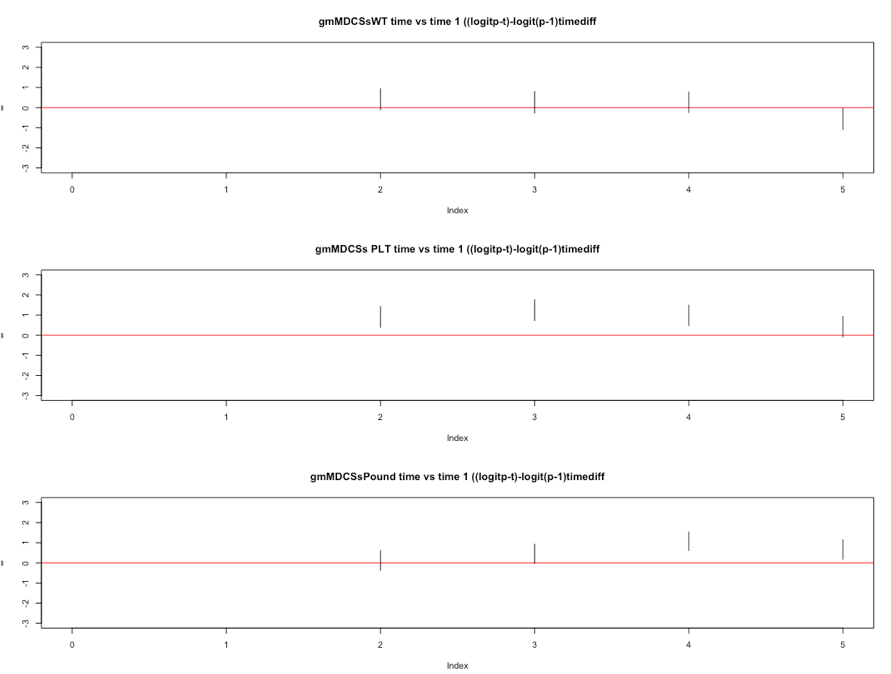 gmMDCSsWT time vs time 1 ((logitp-t)-logit(p-1)timediff
3
2
1
0
-1
-2
-3
0 1 2 3 4 5
Index
gmMDCSs PLT time vs time 1 ((logitp-t)-logit(p-1)timediff
3
2
1
0
-1
-2
-3
0 1 2 3 4 5
Index
gmMDCSsPound time vs time 1 ((logitp-t)-logit(p-1)timediff
3
2
1
0
-1
-2
-3
0 1 2 3 4 5
Index